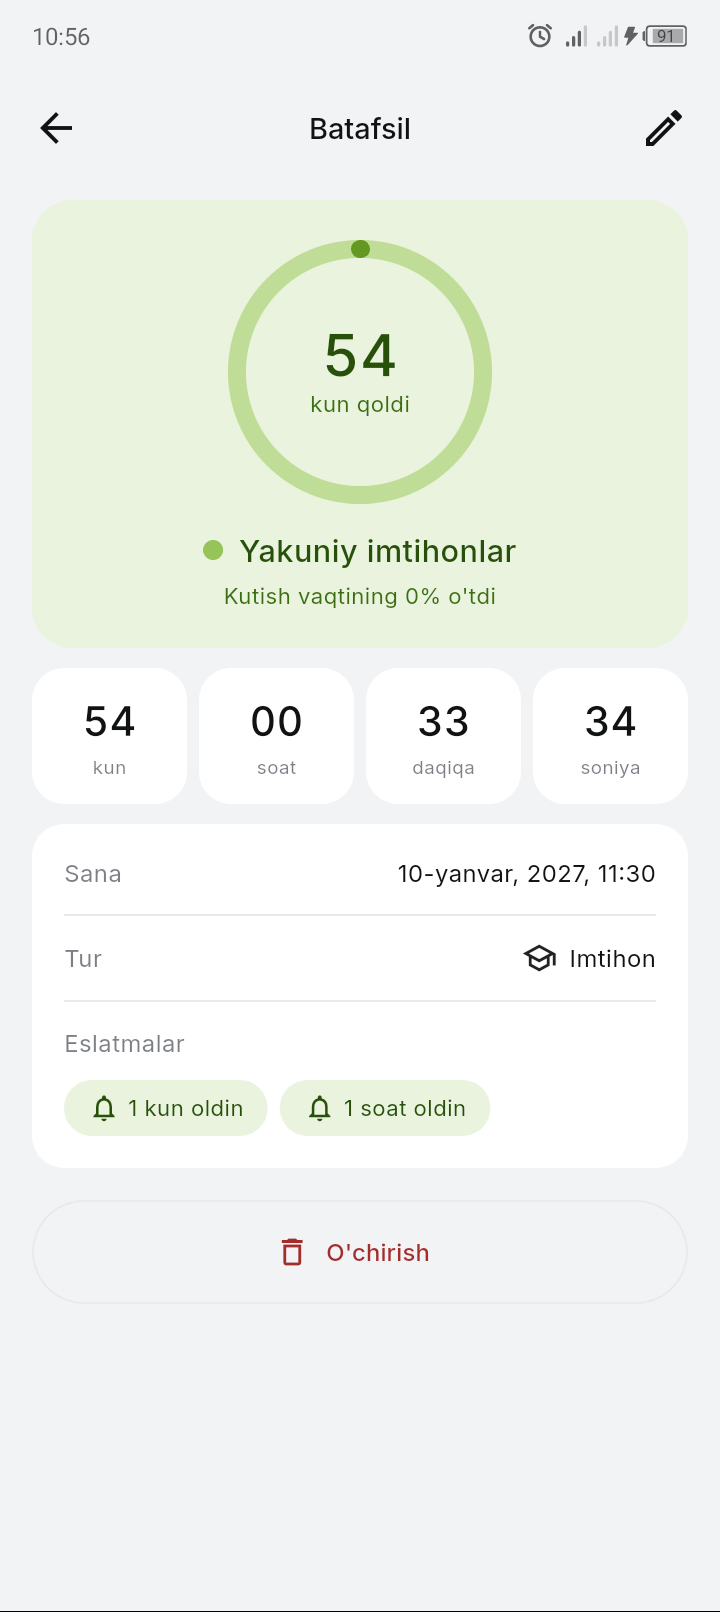 10:56
91
Batafsil
54
kun qoldi
Yakuniy imtihonlar
Kutish vaqtining 0% o'tdi
54 00 33 34
kun soat daqiqa soniya
Sana 10-yanvar, 2027, 11:30
Tur Imtihon
Eslatmalar
1 kun oldin 1 soat oldin
O'chirish